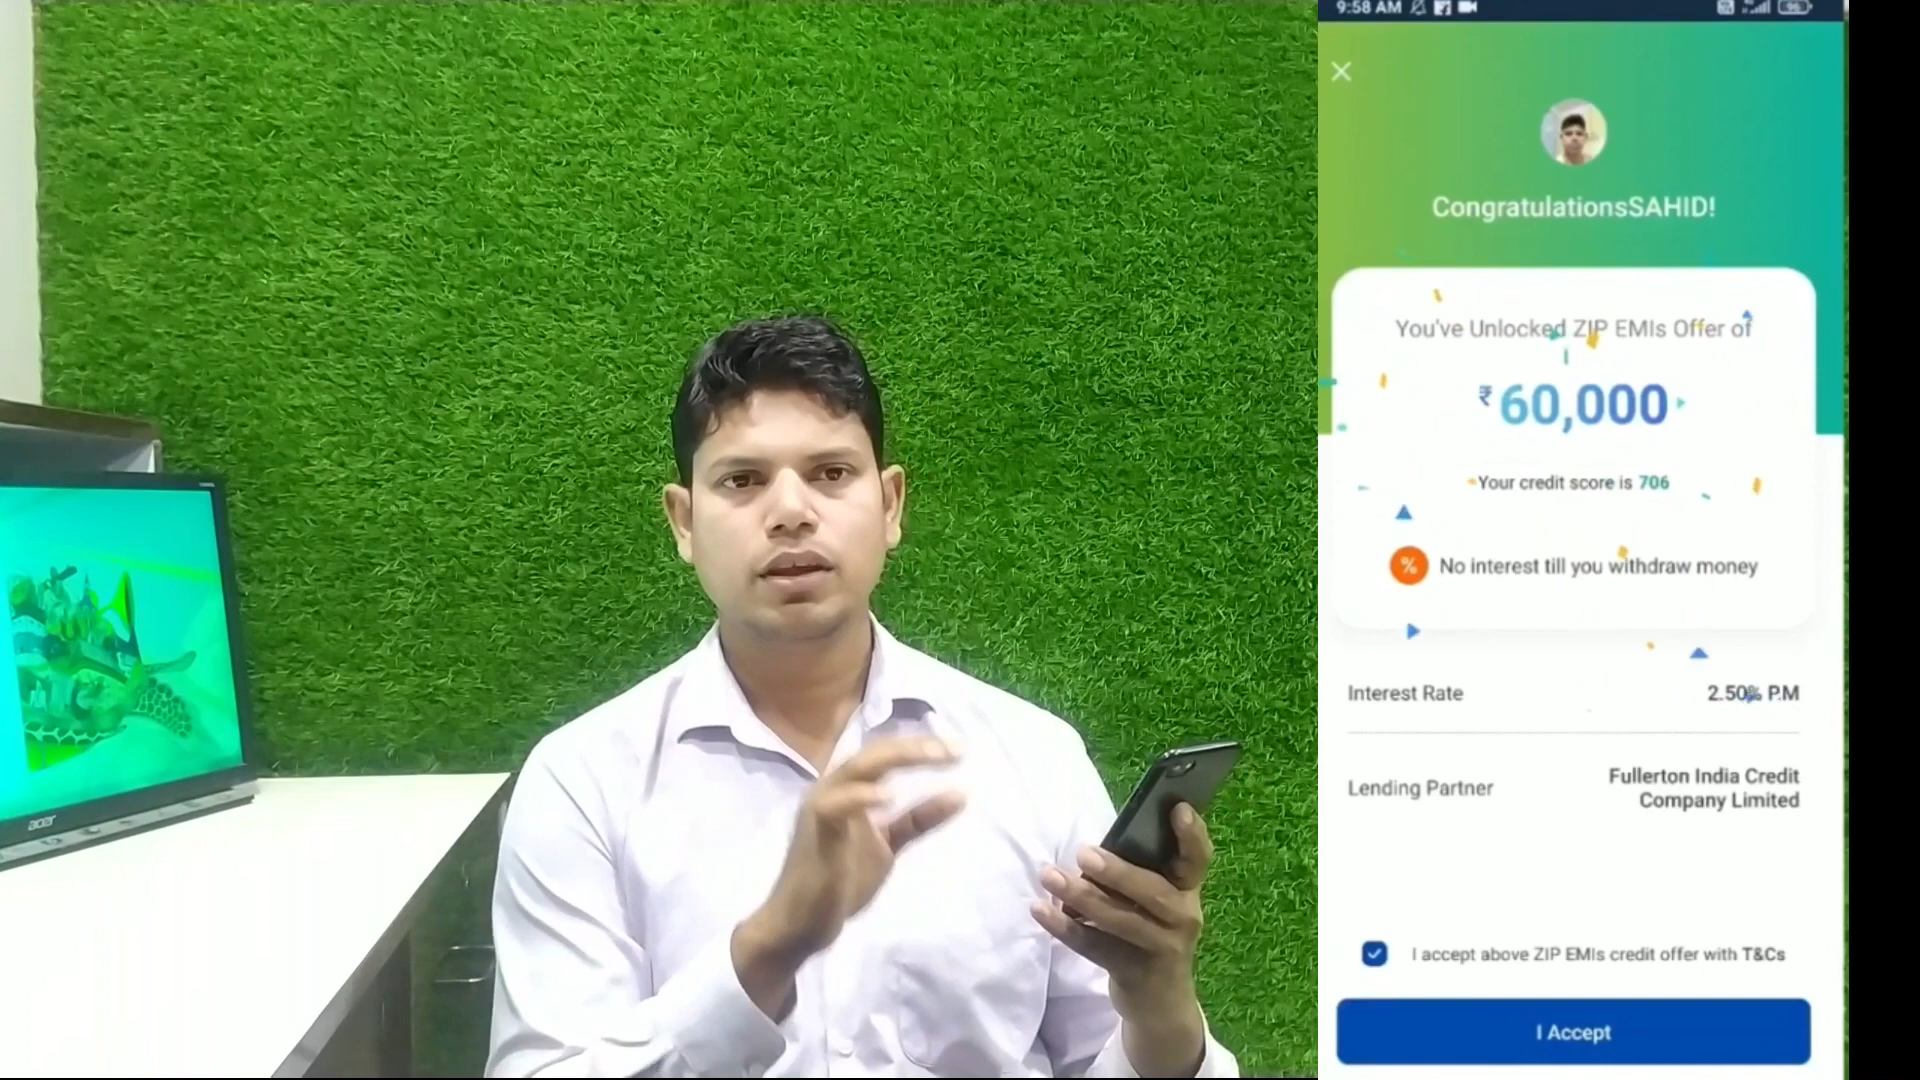 9:58 AM
96
CongratulationsSAHID!
You've Unlocked ZIP EMIs Offer of
₹60,000
Your credit score is 706
% No interest till you withdraw money
Interest Rate 2.50% P.M
Lending Partner Fullerton India Credit
Company Limited
I accept above ZIP EMIs credit offer with T&Cs
I Accept
acer